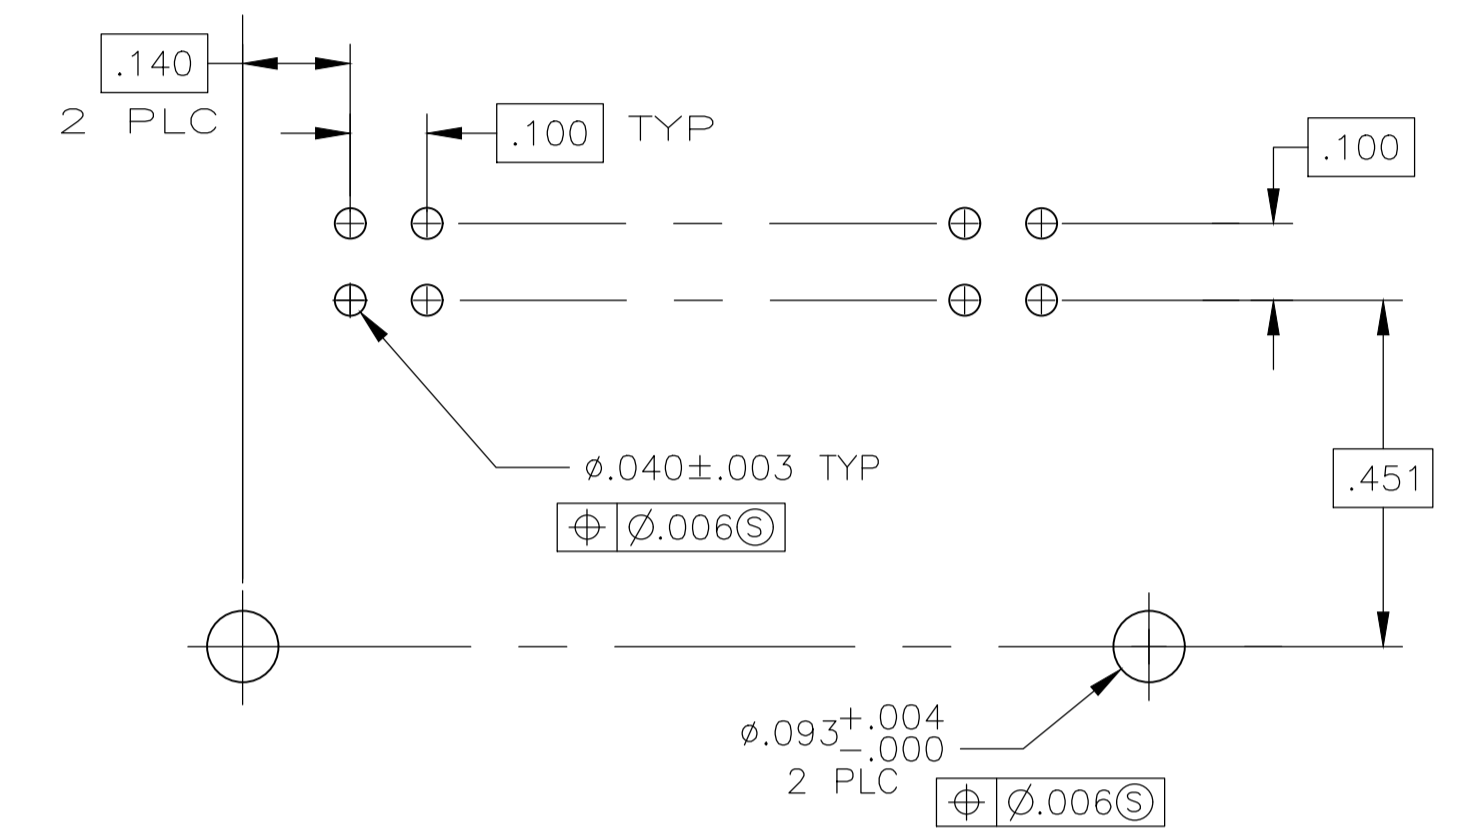 .140
2 PLC
.100 TYP
.100
⌀.040±.003 TYP
⌖ ⌀.006Ⓢ
.451
⌀.093+.004
-.000
2 PLC
⌖ ⌀.006Ⓢ